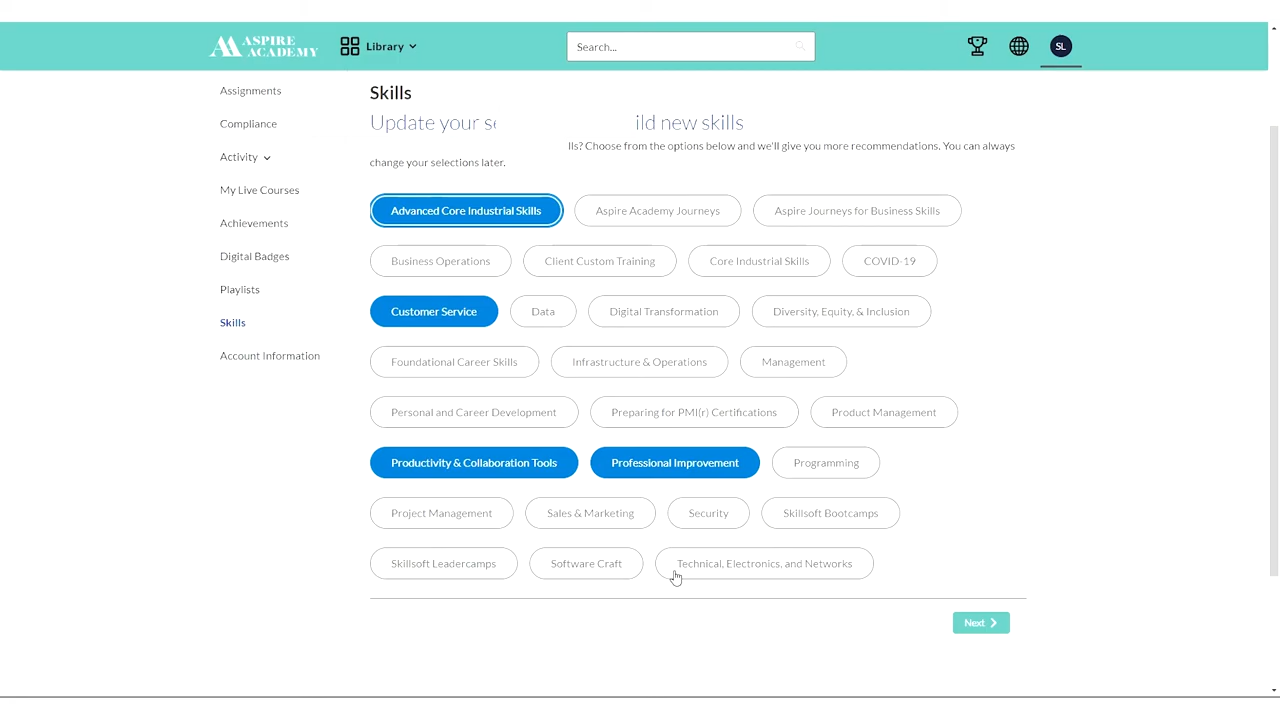 ASPIRE
ACADEMY
Library
Search...
SL
Assignments
Compliance
Activity
My Live Courses
Achievements
Digital Badges
Playlists
Skills
Account Information
Skills
Update your new skills
Choose from the options below and we'll give you more recommendations. You can always
change your selections later.
Advanced Core Industrial Skills
Aspire Academy Journeys
Aspire Journeys for Business Skills
Business Operations
Client Custom Training
Core Industrial Skills
COVID-19
Customer Service
Data
Digital Transformation
Diversity, Equity, & Inclusion
Foundational Career Skills
Infrastructure & Operations
Management
Personal and Career Development
Preparing for PMI(r) Certifications
Product Management
Productivity & Collaboration Tools
Professional Improvement
Programming
Project Management
Sales & Marketing
Security
Skillsoft Bootcamps
Skillsoft Leadercamps
Software Craft
Technical, Electronics, and Networks
Next